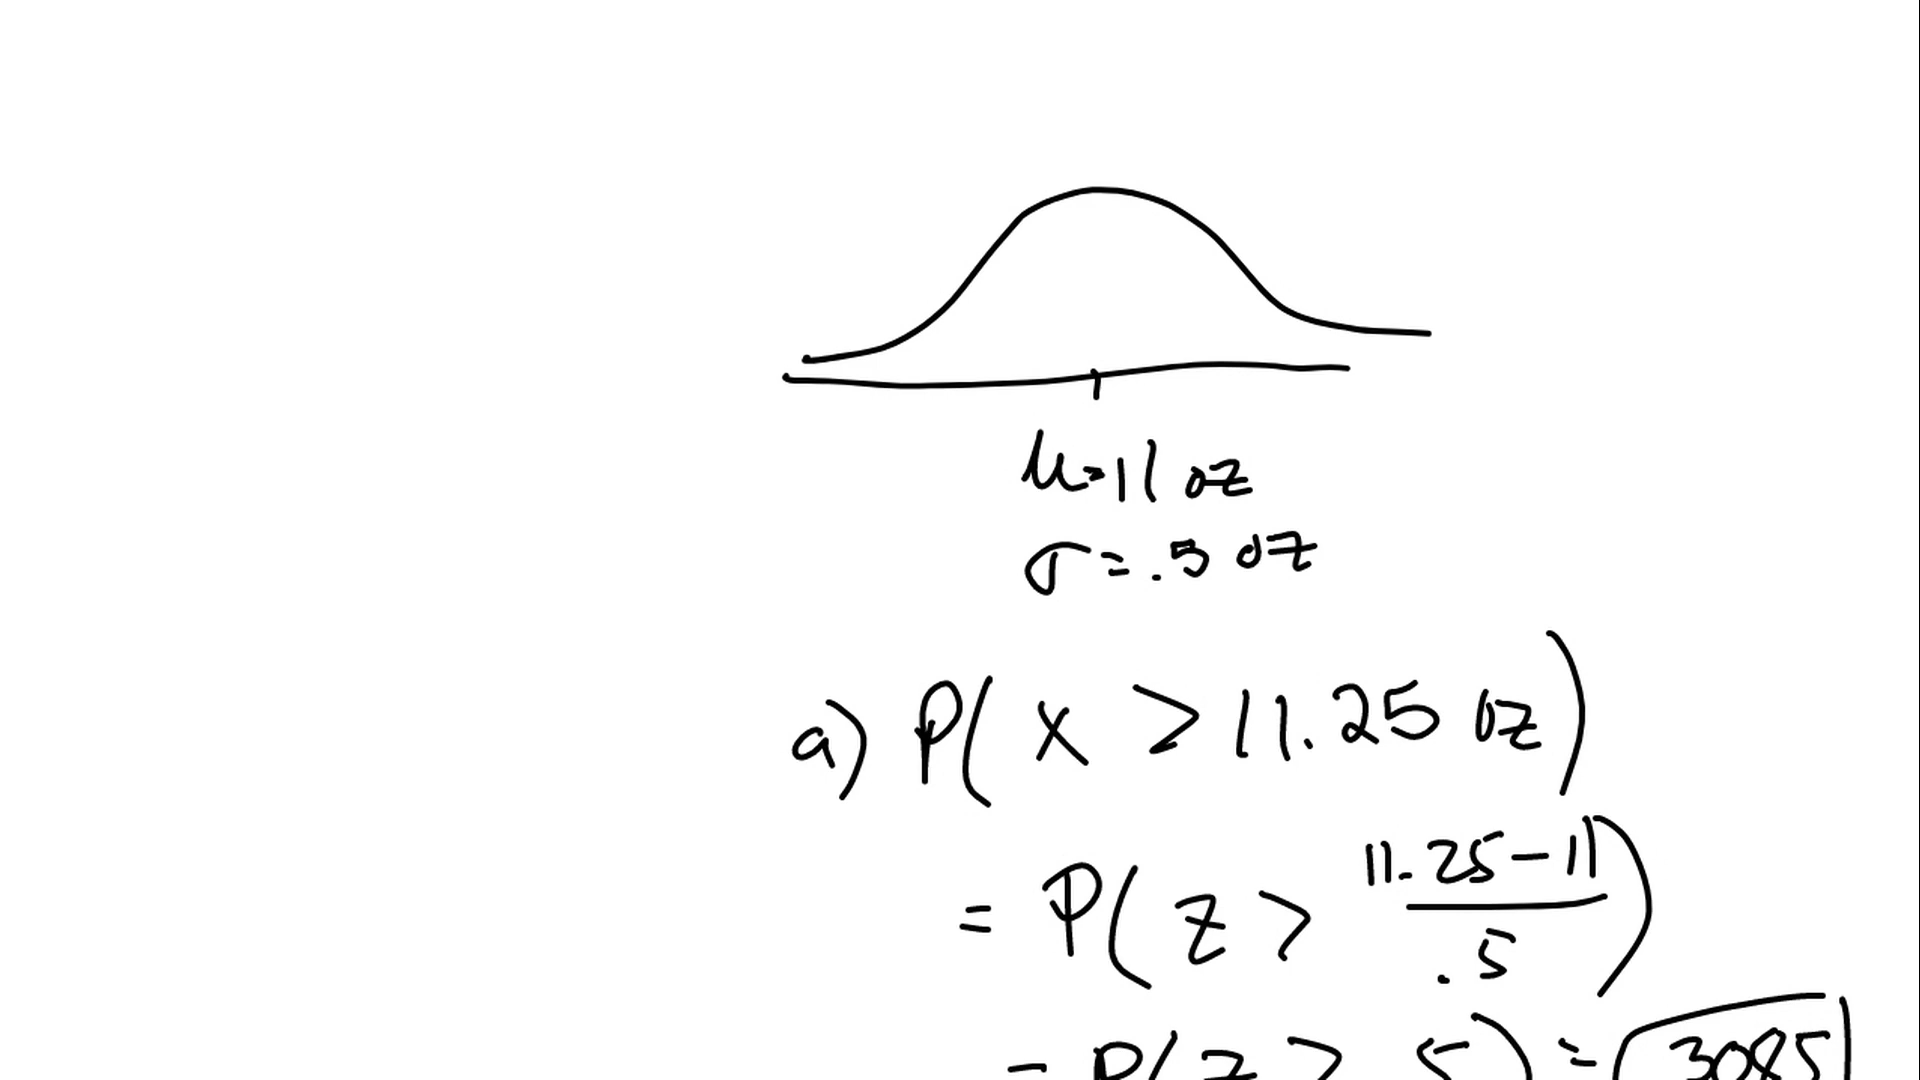 μ=11 oz
σ=.5 oz
a) P( x > 11.25 oz)
= P( z > (11.25-11)/.5 )
= P( z > .5) = .3085